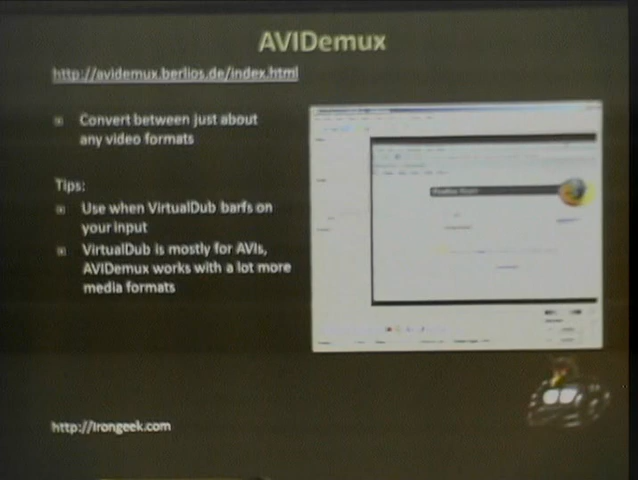 AVIDemux
http://avidemux.berlios.de/index.html
Convert between just about
any video formats
Tips:
Use when VirtualDub barfs on
your input
VirtualDub is mostly for AVIs,
AVIDemux works with a lot more
media formats
http://Irongeek.com